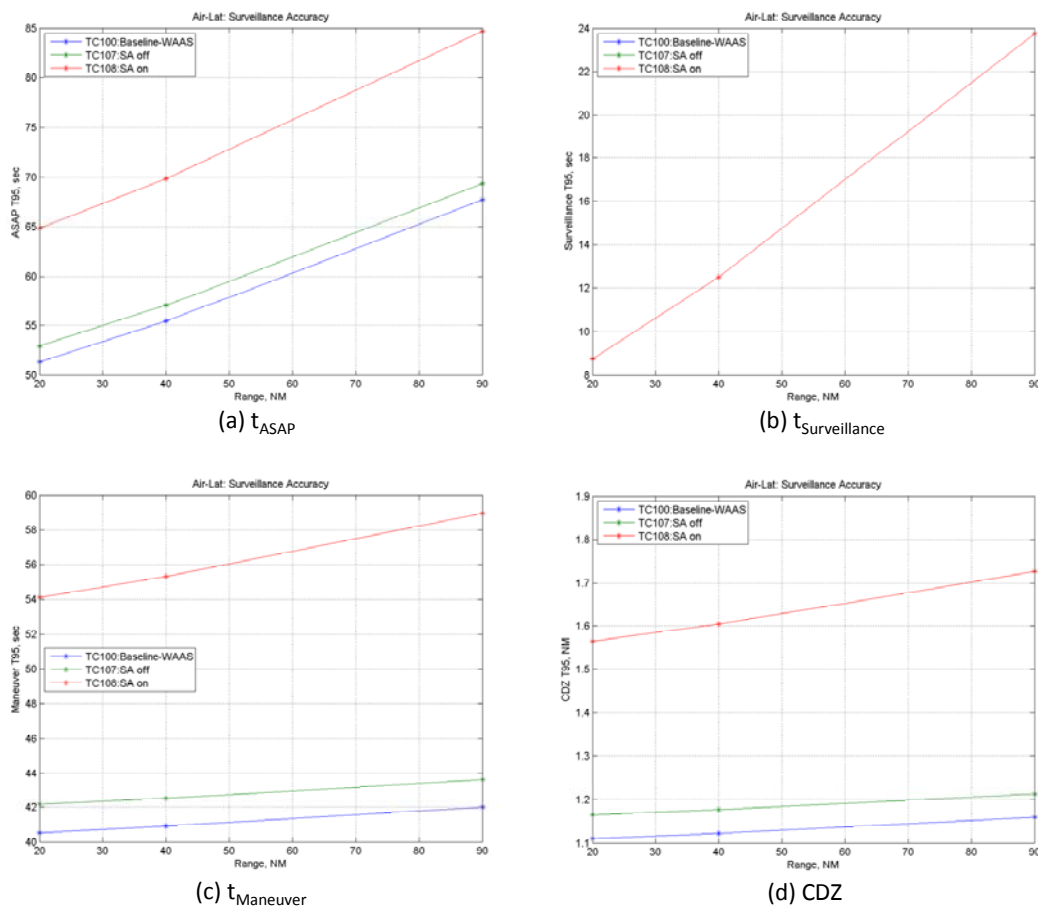 Air-Lat: Surveillance Accuracy
85
80
75
70
65
60
55
50
ASAP T95, sec
TC100:Baseline-WAAS
TC107:SA off
TC108:SA on
20 30 40 50 60 70 80 90
Range, NM
(a) tASAP
Air-Lat: Surveillance Accuracy
24
22
20
18
16
14
12
10
8
Surveillance T95, sec
TC100:Baseline-WAAS
TC107:SA off
TC108:SA on
20 30 40 50 60 70 80 90
Range, NM
(b) tSurveillance
Air-Lat: Surveillance Accuracy
60
58
56
54
52
50
48
46
44
42
40
Maneuver T95, sec
TC100:Baseline-WAAS
TC107:SA off
TC108:SA on
20 30 40 50 60 70 80 90
Range, NM
(c) tManeuver
Air-Lat: Surveillance Accuracy
1.9
1.8
1.7
1.6
1.5
1.4
1.3
1.2
1.1
CDZ T95, NM
TC100:Baseline-WAAS
TC107:SA off
TC108:SA on
20 30 40 50 60 70 80 90
Range, NM
(d) CDZ